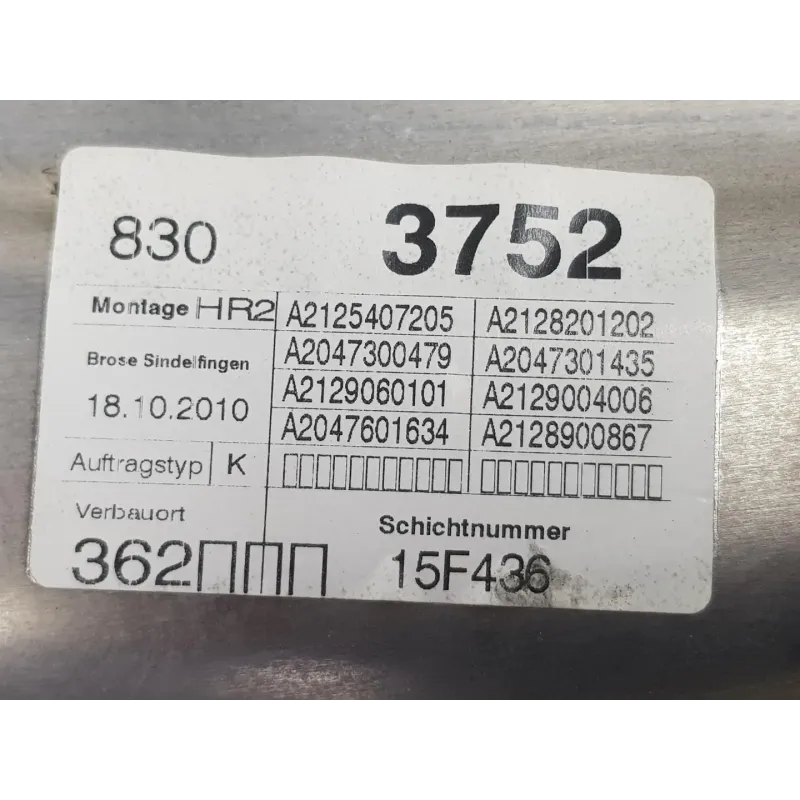 830 3752
Montage HR2 A2125407205 A2128201202
Brose Sindelfingen A2047300479 A2047301435
18.10.2010 A2129060101 A2129004006
A2047601634 A2128900867
Auftragstyp K ▯▯▯▯▯▯▯▯▯▯▯ ▯▯▯▯▯▯▯▯▯▯▯
Verbauort Schichtnummer
362▯▯▯ 15F436